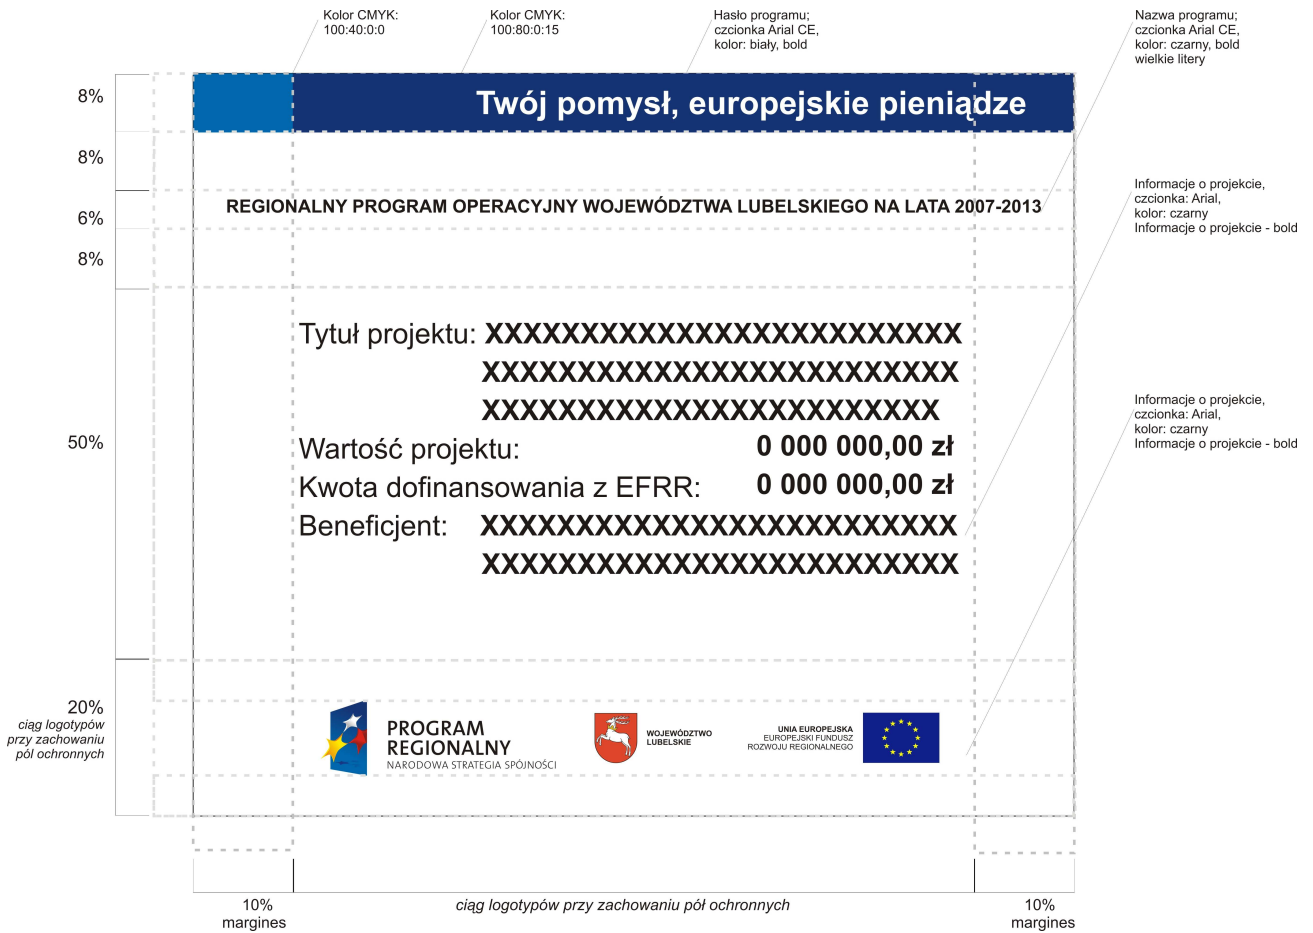 Kolor CMYK:
100:40:0:0
Kolor CMYK:
100:80:0:15
Hasło programu;
czcionka Arial CE,
kolor: biały, bold
Nazwa programu;
czcionka Arial CE,
kolor: czarny, bold
wielkie litery
8%
Twój pomysł, europejskie pieniądze
8%
6%
REGIONALNY PROGRAM OPERACYJNY WOJEWÓDZTWA LUBELSKIEGO NA LATA 2007-2013
Informacje o projekcie,
czcionka: Arial,
kolor: czarny
Informacje o projekcie - bold
8%
Tytuł projektu: XXXXXXXXXXXXXXXXXXXXXXXXX
XXXXXXXXXXXXXXXXXXXXXXXXX
XXXXXXXXXXXXXXXXXXXXXXXX
Wartość projektu: 0 000 000,00 zł
Kwota dofinansowania z EFRR: 0 000 000,00 zł
Beneficjent: XXXXXXXXXXXXXXXXXXXXXXXXX
XXXXXXXXXXXXXXXXXXXXXXXXX
50%
Informacje o projekcie,
czcionka: Arial,
kolor: czarny
Informacje o projekcie - bold
20%
ciąg logotypów
przy zachowaniu
pól ochronnych
PROGRAM
REGIONALNY
NARODOWA STRATEGIA SPÓJNOŚCI
WOJEWÓDZTWO
LUBELSKIE
UNIA EUROPEJSKA
EUROPEJSKI FUNDUSZ
ROZWOJU REGIONALNEGO
10%
margines
ciąg logotypów przy zachowaniu pól ochronnych
10%
margines